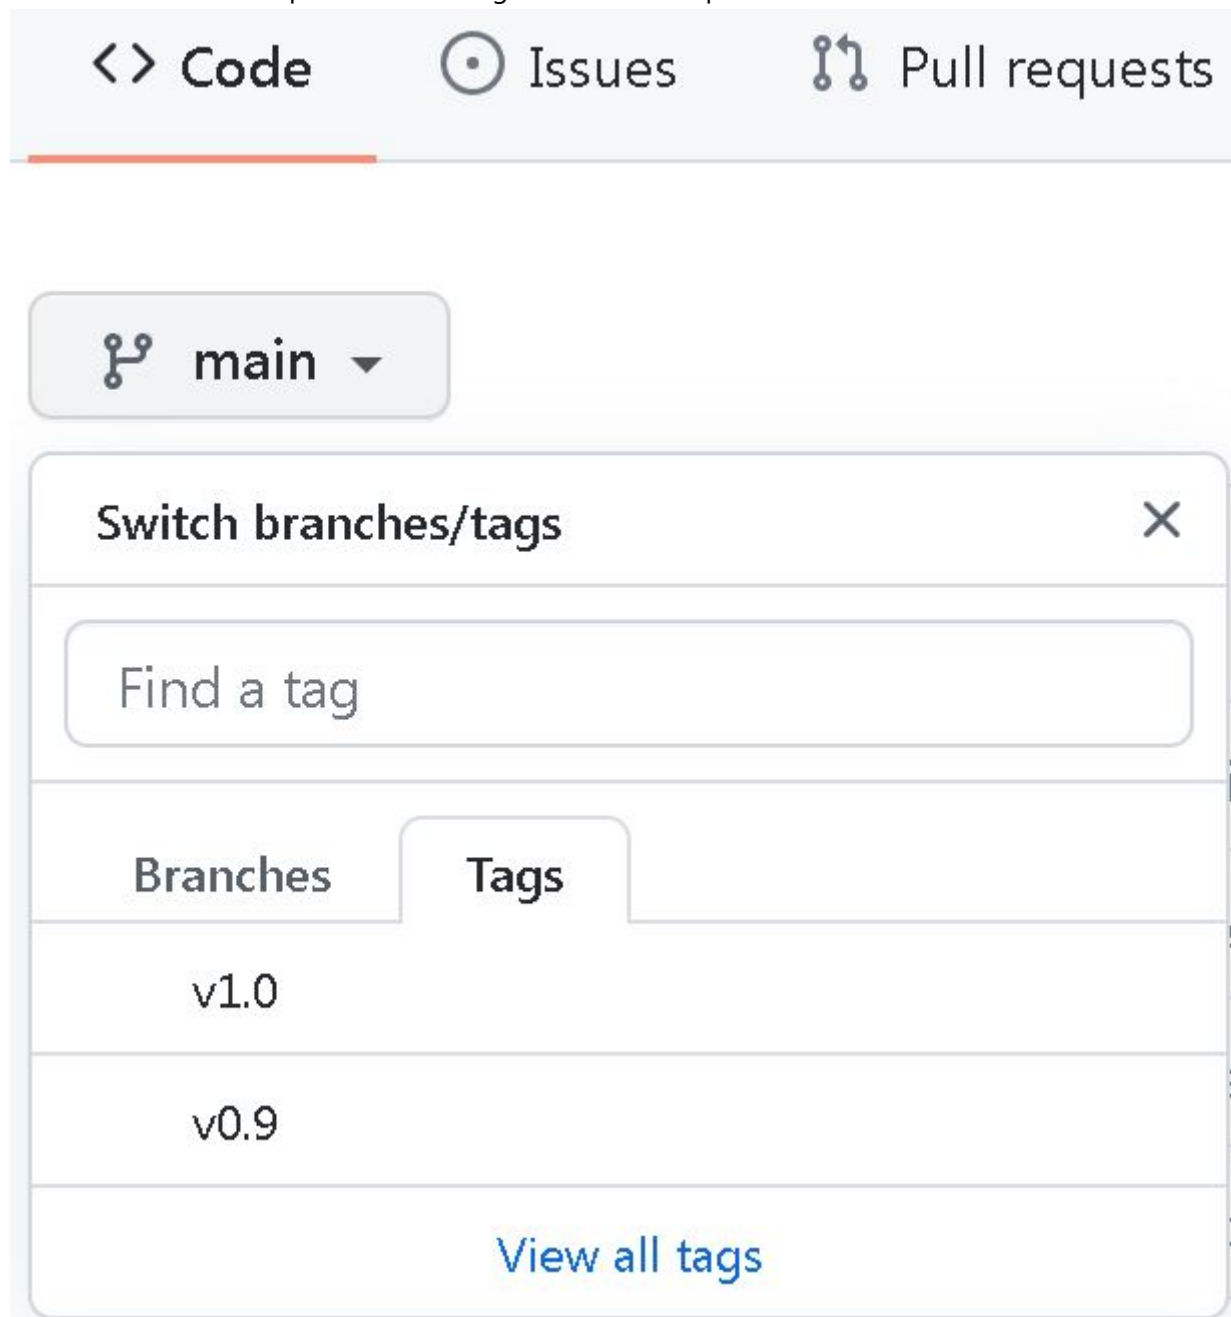 Code Issues Pull requests
main
Switch branches/tags
Find a tag
Branches Tags
v1.0
v0.9
View all tags